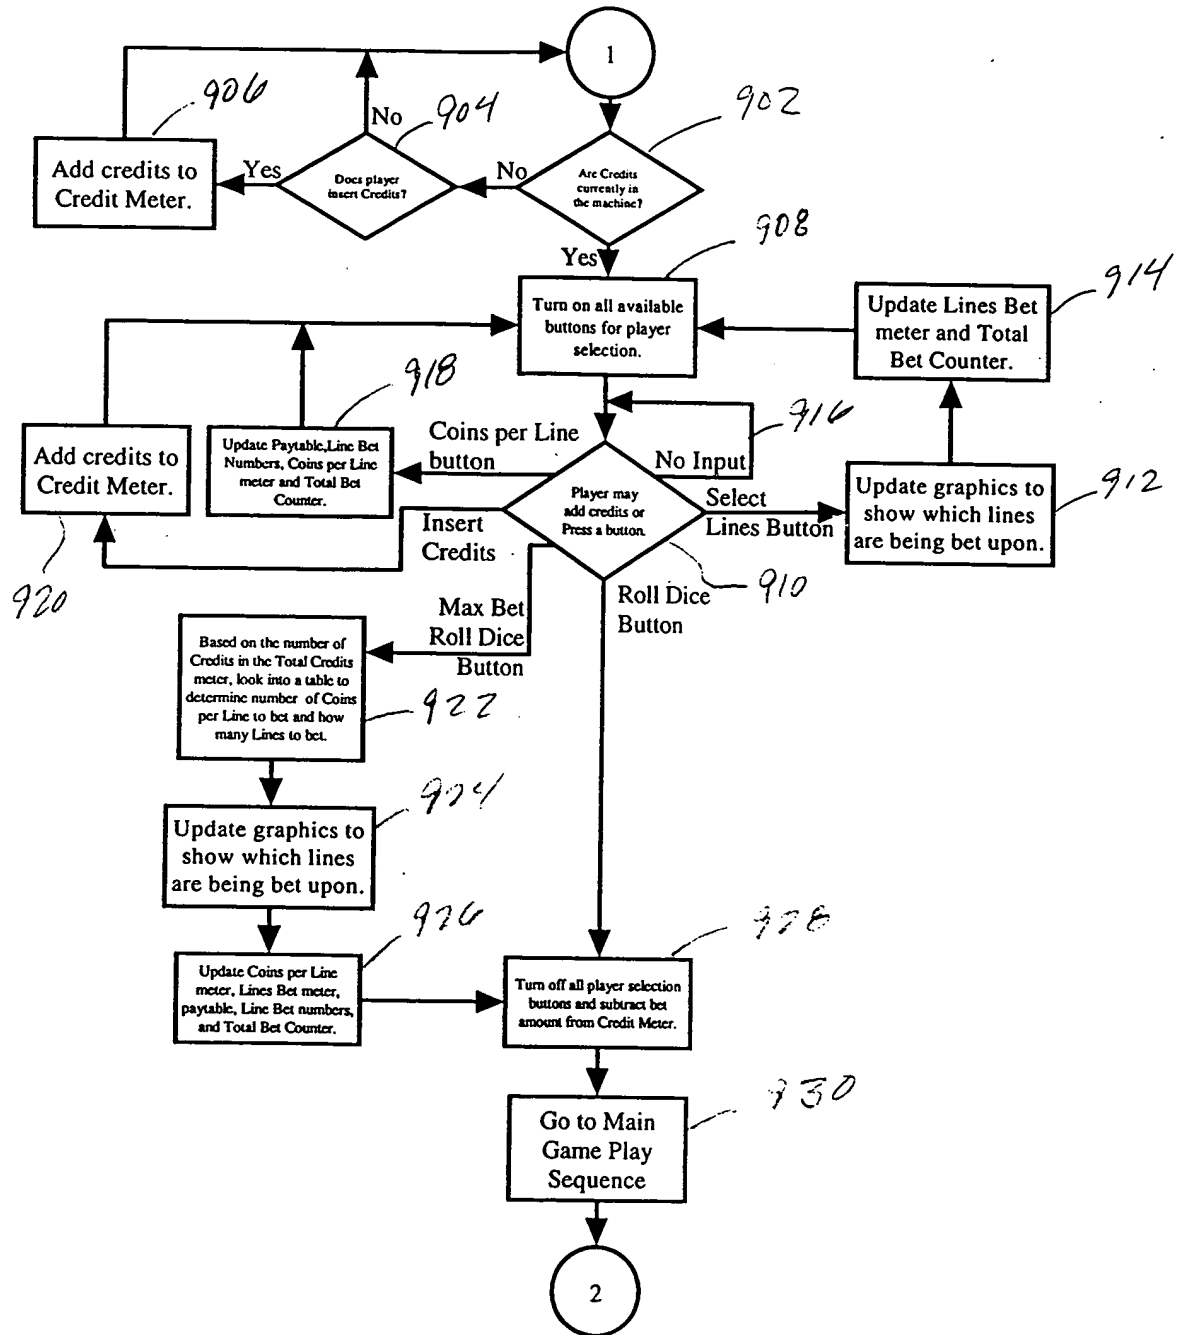 1
906
904
902
No
Add credits to
Credit Meter.
Yes
Does player
insert Credits?
No
Are Credits
currently in
the machine?
Yes
908
Turn on all available
buttons for player
selection.
Update Lines Bet
meter and Total
Bet Counter.
914
918
916
Add credits to
Credit Meter.
Update Paytable, Line Bet
Numbers, Coins per Line
meter and Total Bet
Counter.
Coins per Line
button
No Input
Player may
add credits or
Press a button.
Select
Lines Button
Update graphics to
show which lines
are being bet upon.
912
Insert
Credits
920
910
Max Bet
Roll Dice
Button
Roll Dice
Button
Based on the number of
Credits in the Total Credits
meter, look into a table to
determine number of Coins
per Line to bet and how
many Lines to bet.
922
924
Update graphics to
show which lines
are being bet upon.
926
928
Update Coins per Line
meter, Lines Bet meter,
paytable, Line Bet numbers,
and Total Bet Counter.
Turn off all player selection
buttons and subtract bet
amount from Credit Meter.
930
Go to Main
Game Play
Sequence
2